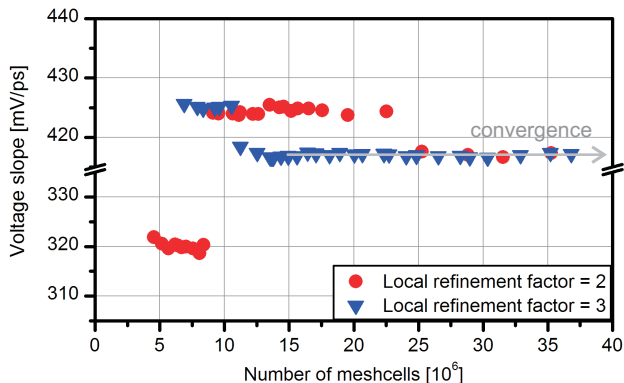 440
430
420
330
320
310
Voltage slope [mV/ps]
convergence
Local refinement factor = 2
Local refinement factor = 3
0 5 10 15 20 25 30 35 40
Number of meshcells [10⁶]